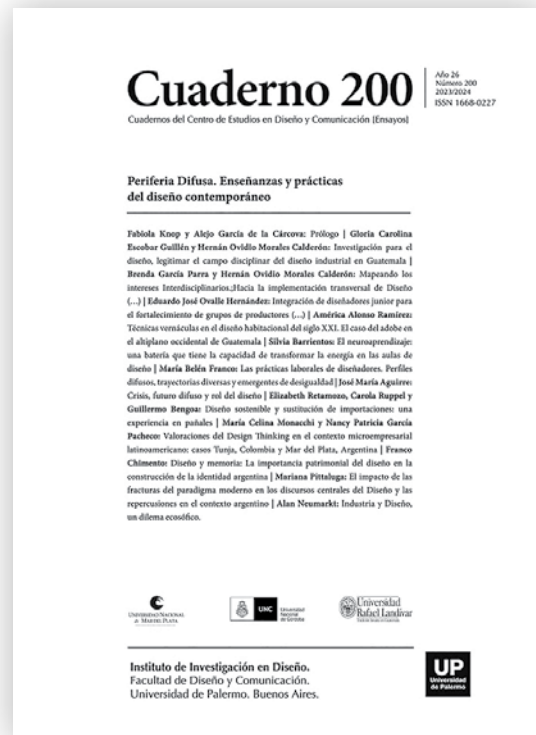 Cuaderno 200
Año 26
Número 200
2023/2024
ISSN 1668-0227
Cuadernos del Centro de Estudios en Diseño y Comunicación [Ensayos]
Periferia Difusa. Enseñanzas y prácticas
del diseño contemporáneo
Fabiola Knop y Alejo García de la Cárcova: Prólogo | Gloria Carolina
Escobar Guillén y Hernán Ovidio Morales Calderón: Investigación para el
diseño, legitimar el campo disciplinar del diseño industrial en Guatemala |
Brenda García Parra y Hernán Ovidio Morales Calderón: Mapeando los
intereses Interdisciplinarios.¿Hacia la implementación transversal de Diseño
(...) | Eduardo José Ovalle Hernández: Integración de diseñadores junior para
el fortalecimiento de grupos de productores (...) | América Alonso Ramírez:
Técnicas vernáculas en el diseño habitacional del siglo XXI. El caso del adobe en
el altiplano occidental de Guatemala | Silvia Barrientos: El neuroaprendizaje:
una batería que tiene la capacidad de transformar la energía en las aulas de
diseño | María Belén Franco: Las prácticas laborales de diseñadores. Perfiles
difusos, trayectorias diversas y emergentes de desigualdad | José María Aguirre:
Crisis, futuro difuso y rol del diseño | Elizabeth Retamozo, Carola Ruppel y
Guillermo Bengoa: Diseño sostenible y sustitución de importaciones: una
experiencia en pañales | María Celina Monacchi y Nancy Patricia García
Pacheco: Valoraciones del Design Thinking en el contexto microempresarial
latinoamericano: casos Tunja, Colombia y Mar del Plata, Argentina | Franco
Chimento: Diseño y memoria: La importancia patrimonial del diseño en la
construcción de la identidad argentina | Mariana Pittaluga: El impacto de las
fracturas del paradigma moderno en los discursos centrales del Diseño y las
repercusiones en el contexto argentino | Alan Neumarkt: Industria y Diseño,
un dilema ecosófico.
UNIVERSIDAD NACIONAL
de MAR DEL PLATA
UNC
Universidad
Nacional
de Córdoba
Universidad
Rafael Landívar
Instituto de Investigación en Diseño.
Facultad de Diseño y Comunicación.
Universidad de Palermo. Buenos Aires.
UP
Universidad
de Palermo